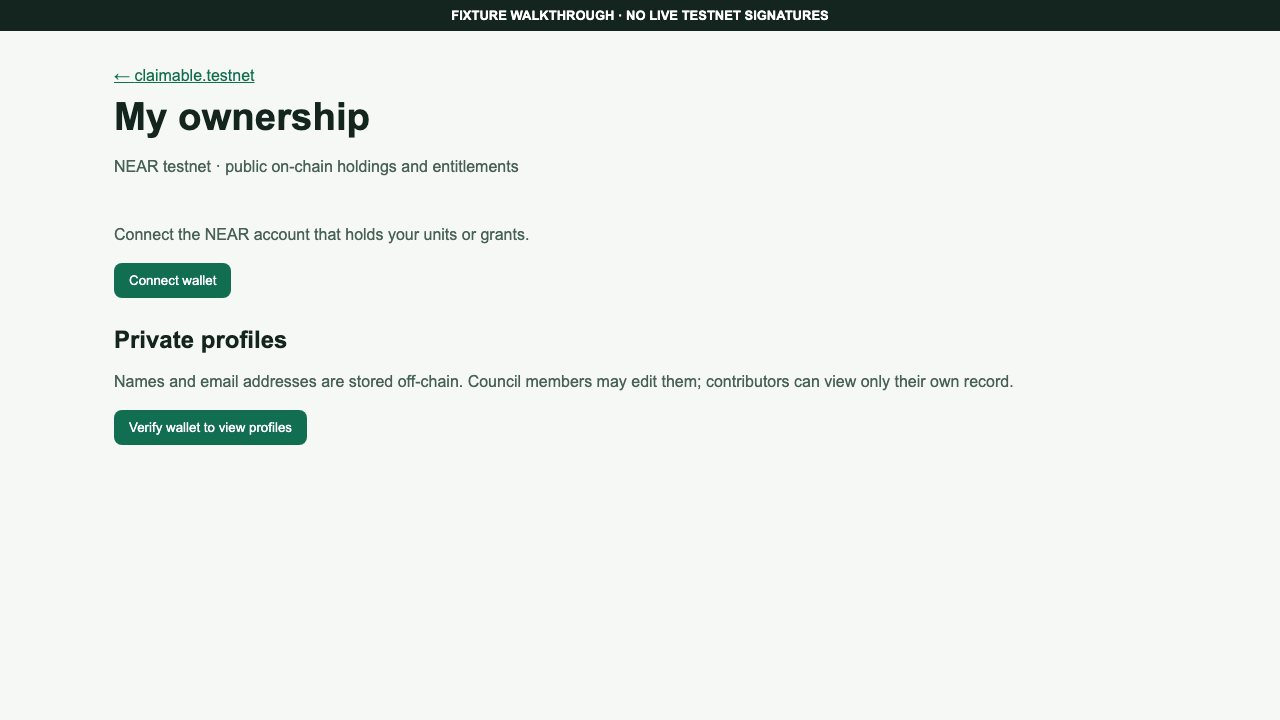 FIXTURE WALKTHROUGH · NO LIVE TESTNET SIGNATURES
← claimable.testnet
My ownership
NEAR testnet · public on-chain holdings and entitlements
Connect the NEAR account that holds your units or grants.
Connect wallet
Private profiles
Names and email addresses are stored off-chain. Council members may edit them; contributors can view only their own record.
Verify wallet to view profiles